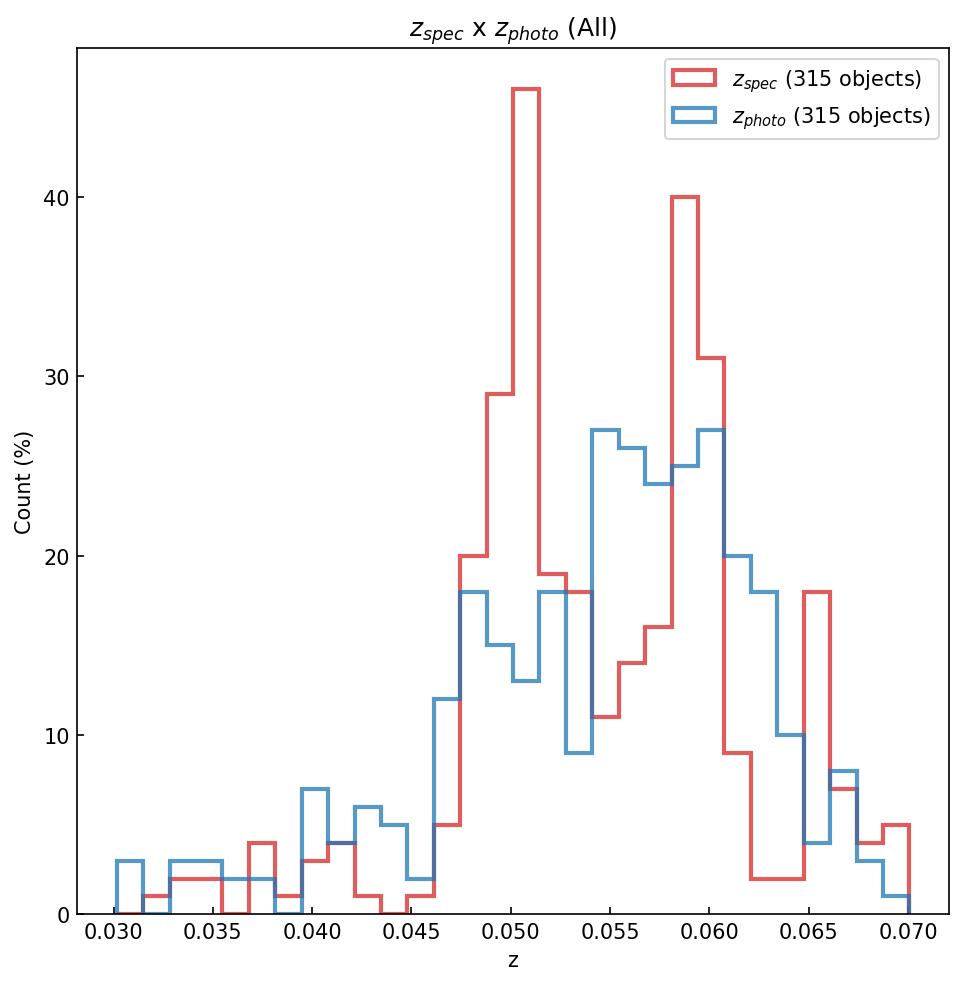 z_spec x z_photo (All)
z_spec (315 objects)
z_photo (315 objects)
Count (%)
40
30
20
10
0
0.030 0.035 0.040 0.045 0.050 0.055 0.060 0.065 0.070
z